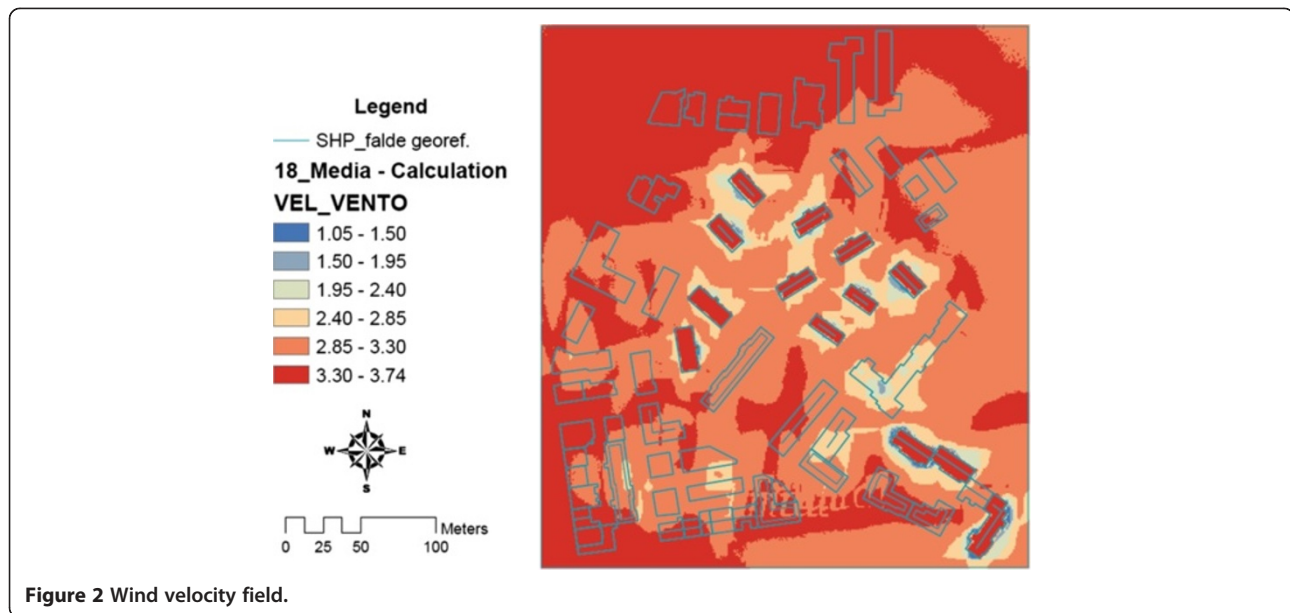 Legend
SHP_falde georef.
18_Media - Calculation
VEL_VENTO
1.05 - 1.50
1.50 - 1.95
1.95 - 2.40
2.40 - 2.85
2.85 - 3.30
3.30 - 3.74
N
W E
S
Meters
0 25 50 100
Figure 2 Wind velocity field.